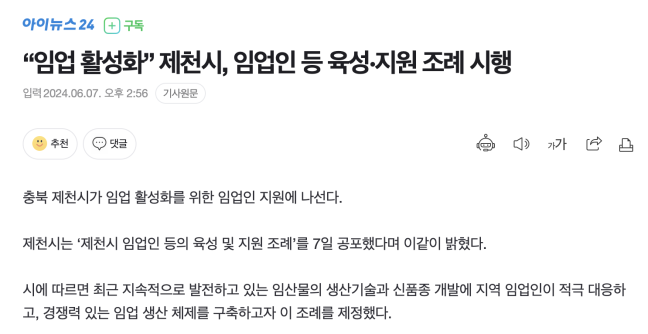 아이뉴스24 구독
“임업 활성화” 제천시, 임업인 등 육성·지원 조례 시행
입력2024.06.07. 오후 2:56 기사원문
추천 댓글 가가
충북 제천시가 임업 활성화를 위한 임업인 지원에 나선다.
제천시는 ‘제천시 임업인 등의 육성 및 지원 조례’를 7일 공포했다며 이같이 밝혔다.
시에 따르면 최근 지속적으로 발전하고 있는 임산물의 생산기술과 신품종 개발에 지역 임업인이 적극 대응하
고, 경쟁력 있는 임업 생산 체제를 구축하고자 이 조례를 제정했다.